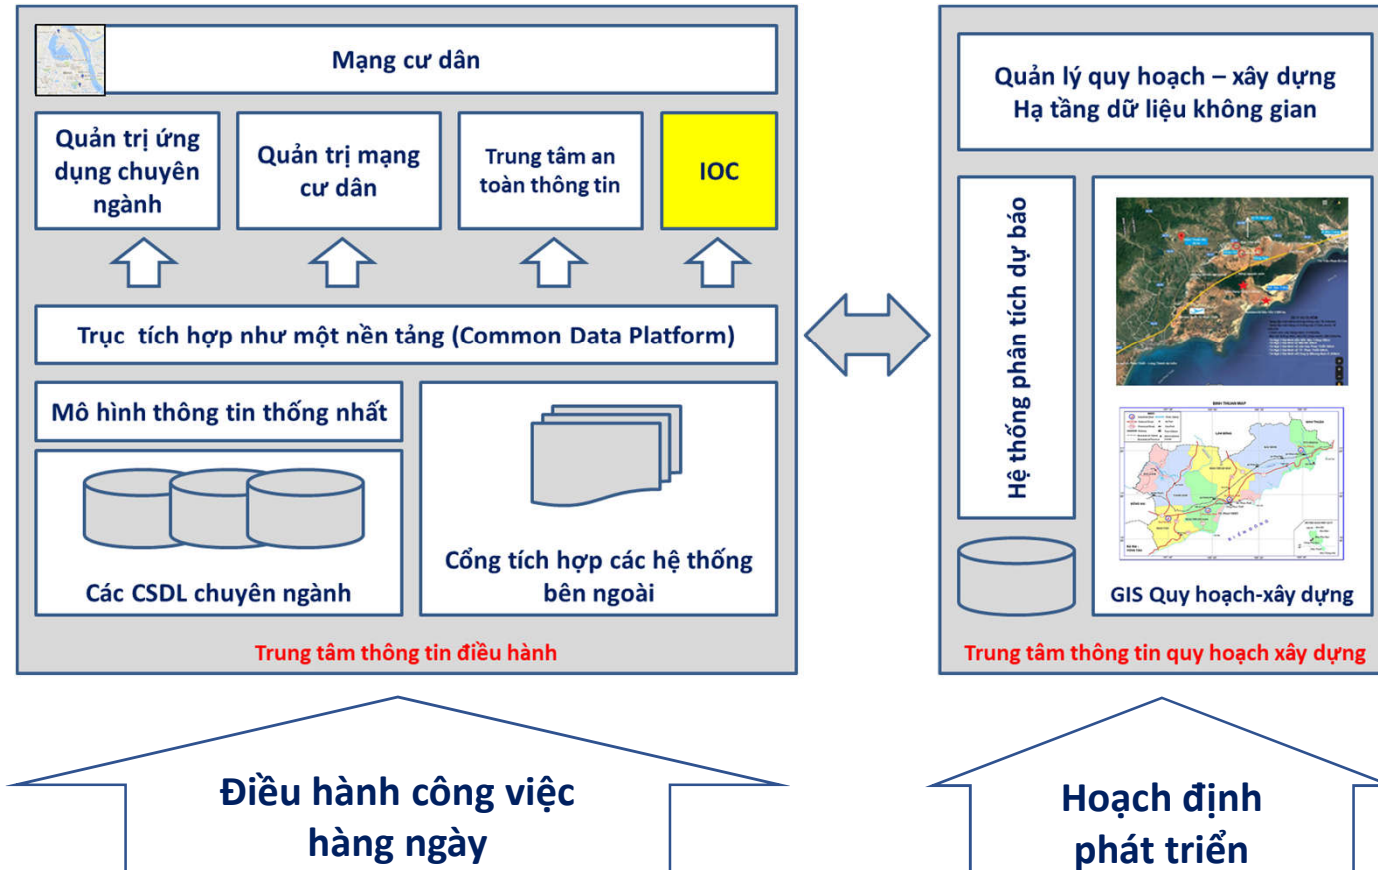 Mạng cư dân
Quản trị ứng
dụng chuyên
ngành
Quản trị mạng
cư dân
Trung tâm an
toàn thông tin
IOC
Trục tích hợp như một nền tảng (Common Data Platform)
Mô hình thông tin thống nhất
Các CSDL chuyên ngành
Cổng tích hợp các hệ thống
bên ngoài
Trung tâm thông tin điều hành
Điều hành công việc
hàng ngày
Quản lý quy hoạch – xây dựng
Hạ tầng dữ liệu không gian
Hệ thống phân tích dự báo
GIS Quy hoạch-xây dựng
Trung tâm thông tin quy hoạch xây dựng
Hoạch định
phát triển